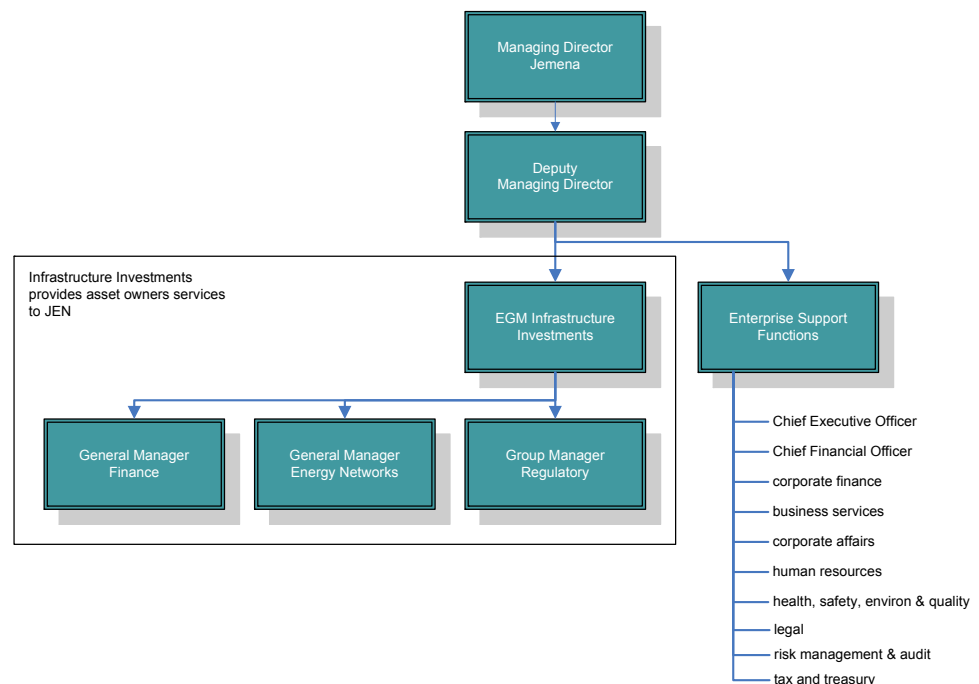 Managing Director
Jemena
Deputy
Managing Director
Infrastructure Investments
provides asset owners services
to JEN
EGM Infrastructure
Investments
Enterprise Support
Functions
General Manager
Finance
General Manager
Energy Networks
Group Manager
Regulatory
Chief Executive Officer
Chief Financial Officer
corporate finance
business services
corporate affairs
human resources
health, safety, environ & quality
legal
risk management & audit
tax and treasury